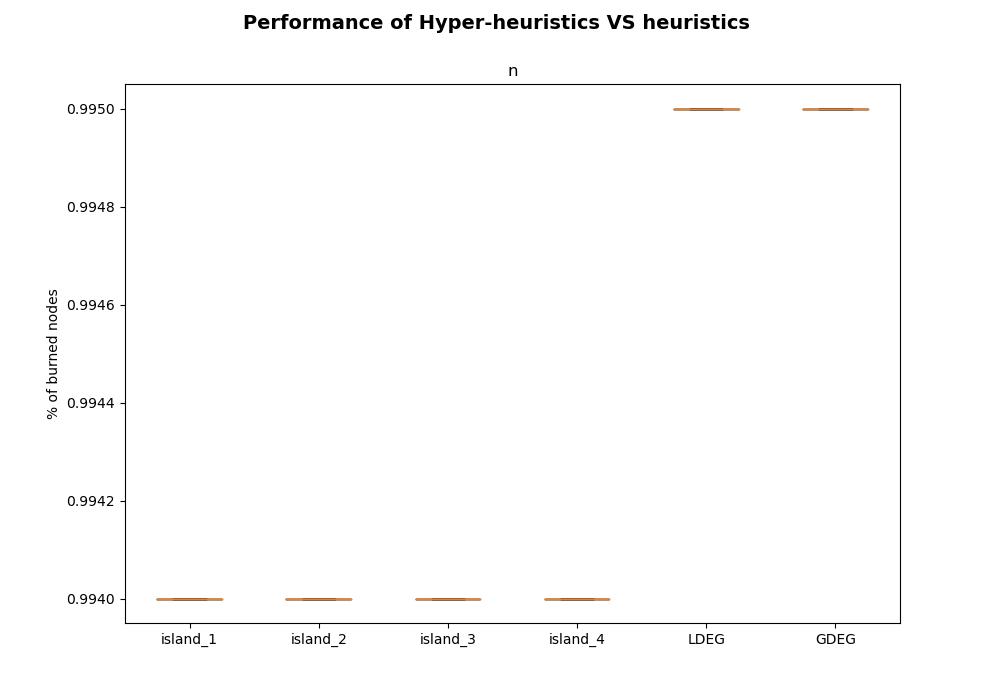 Performance of Hyper-heuristics VS heuristics
n
% of burned nodes
0.9950
0.9948
0.9946
0.9944
0.9942
0.9940
island_1 island_2 island_3 island_4 LDEG GDEG